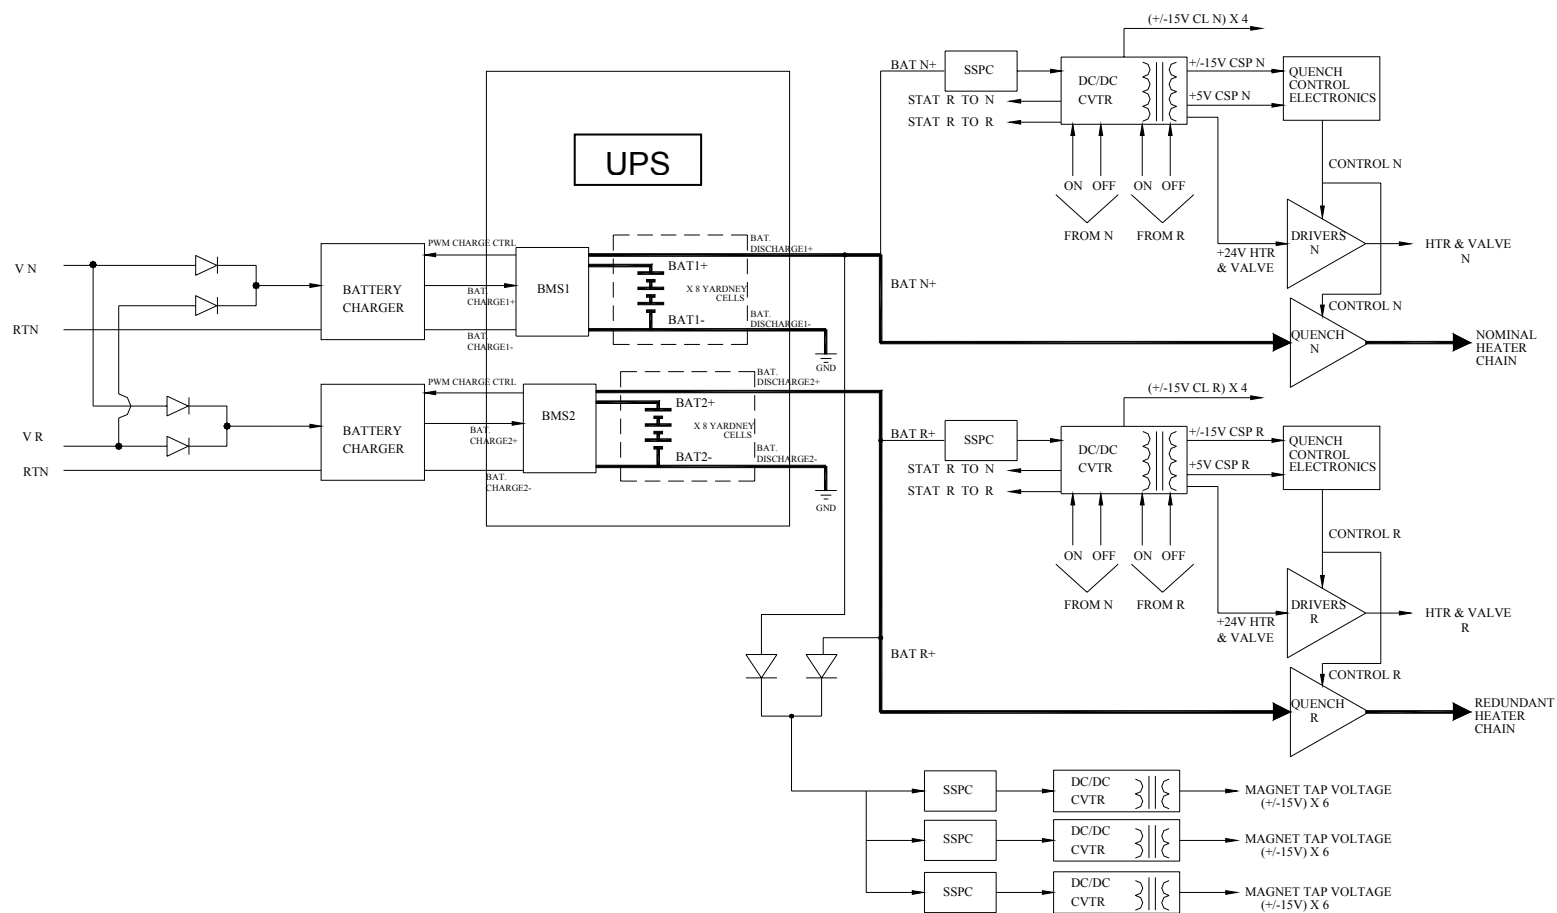 (+/-15V CL N) X 4
BAT N+
SSPC
DC/DC
CVTR
+/-15V CSP N
+5V CSP N
QUENCH
CONTROL
ELECTRONICS
STAT R TO N
STAT R TO R
UPS
CONTROL N
ON OFF ON OFF
FROM N FROM R
+24V HTR
& VALVE
DRIVERS
N
HTR & VALVE
N
V N
RTN
BATTERY
CHARGER
PWM CHARGE CTRL
BAT.
CHARGE1+
BAT.
CHARGE1-
BMS1
BAT1+
X 8 YARDNEY
CELLS
BAT1-
BAT.
DISCHARGE1+
BAT.
DISCHARGE1-
GND
BAT N+
CONTROL N
QUENCH
N
NOMINAL
HEATER
CHAIN
V R
RTN
BATTERY
CHARGER
PWM CHARGE CTRL
BAT.
CHARGE2+
BAT.
CHARGE2-
BMS2
BAT2+
X 8 YARDNEY
CELLS
BAT2-
BAT.
DISCHARGE2+
BAT.
DISCHARGE2-
GND
(+/-15V CL R) X 4
BAT R+
SSPC
DC/DC
CVTR
+/-15V CSP R
+5V CSP R
QUENCH
CONTROL
ELECTRONICS
STAT R TO N
STAT R TO R
CONTROL R
ON OFF ON OFF
FROM N FROM R
+24V HTR
& VALVE
DRIVERS
R
HTR & VALVE
R
BAT R+
CONTROL R
QUENCH
R
REDUNDANT
HEATER
CHAIN
SSPC
DC/DC
CVTR
MAGNET TAP VOLTAGE
(+/-15V) X 6
SSPC
DC/DC
CVTR
MAGNET TAP VOLTAGE
(+/-15V) X 6
SSPC
DC/DC
CVTR
MAGNET TAP VOLTAGE
(+/-15V) X 6